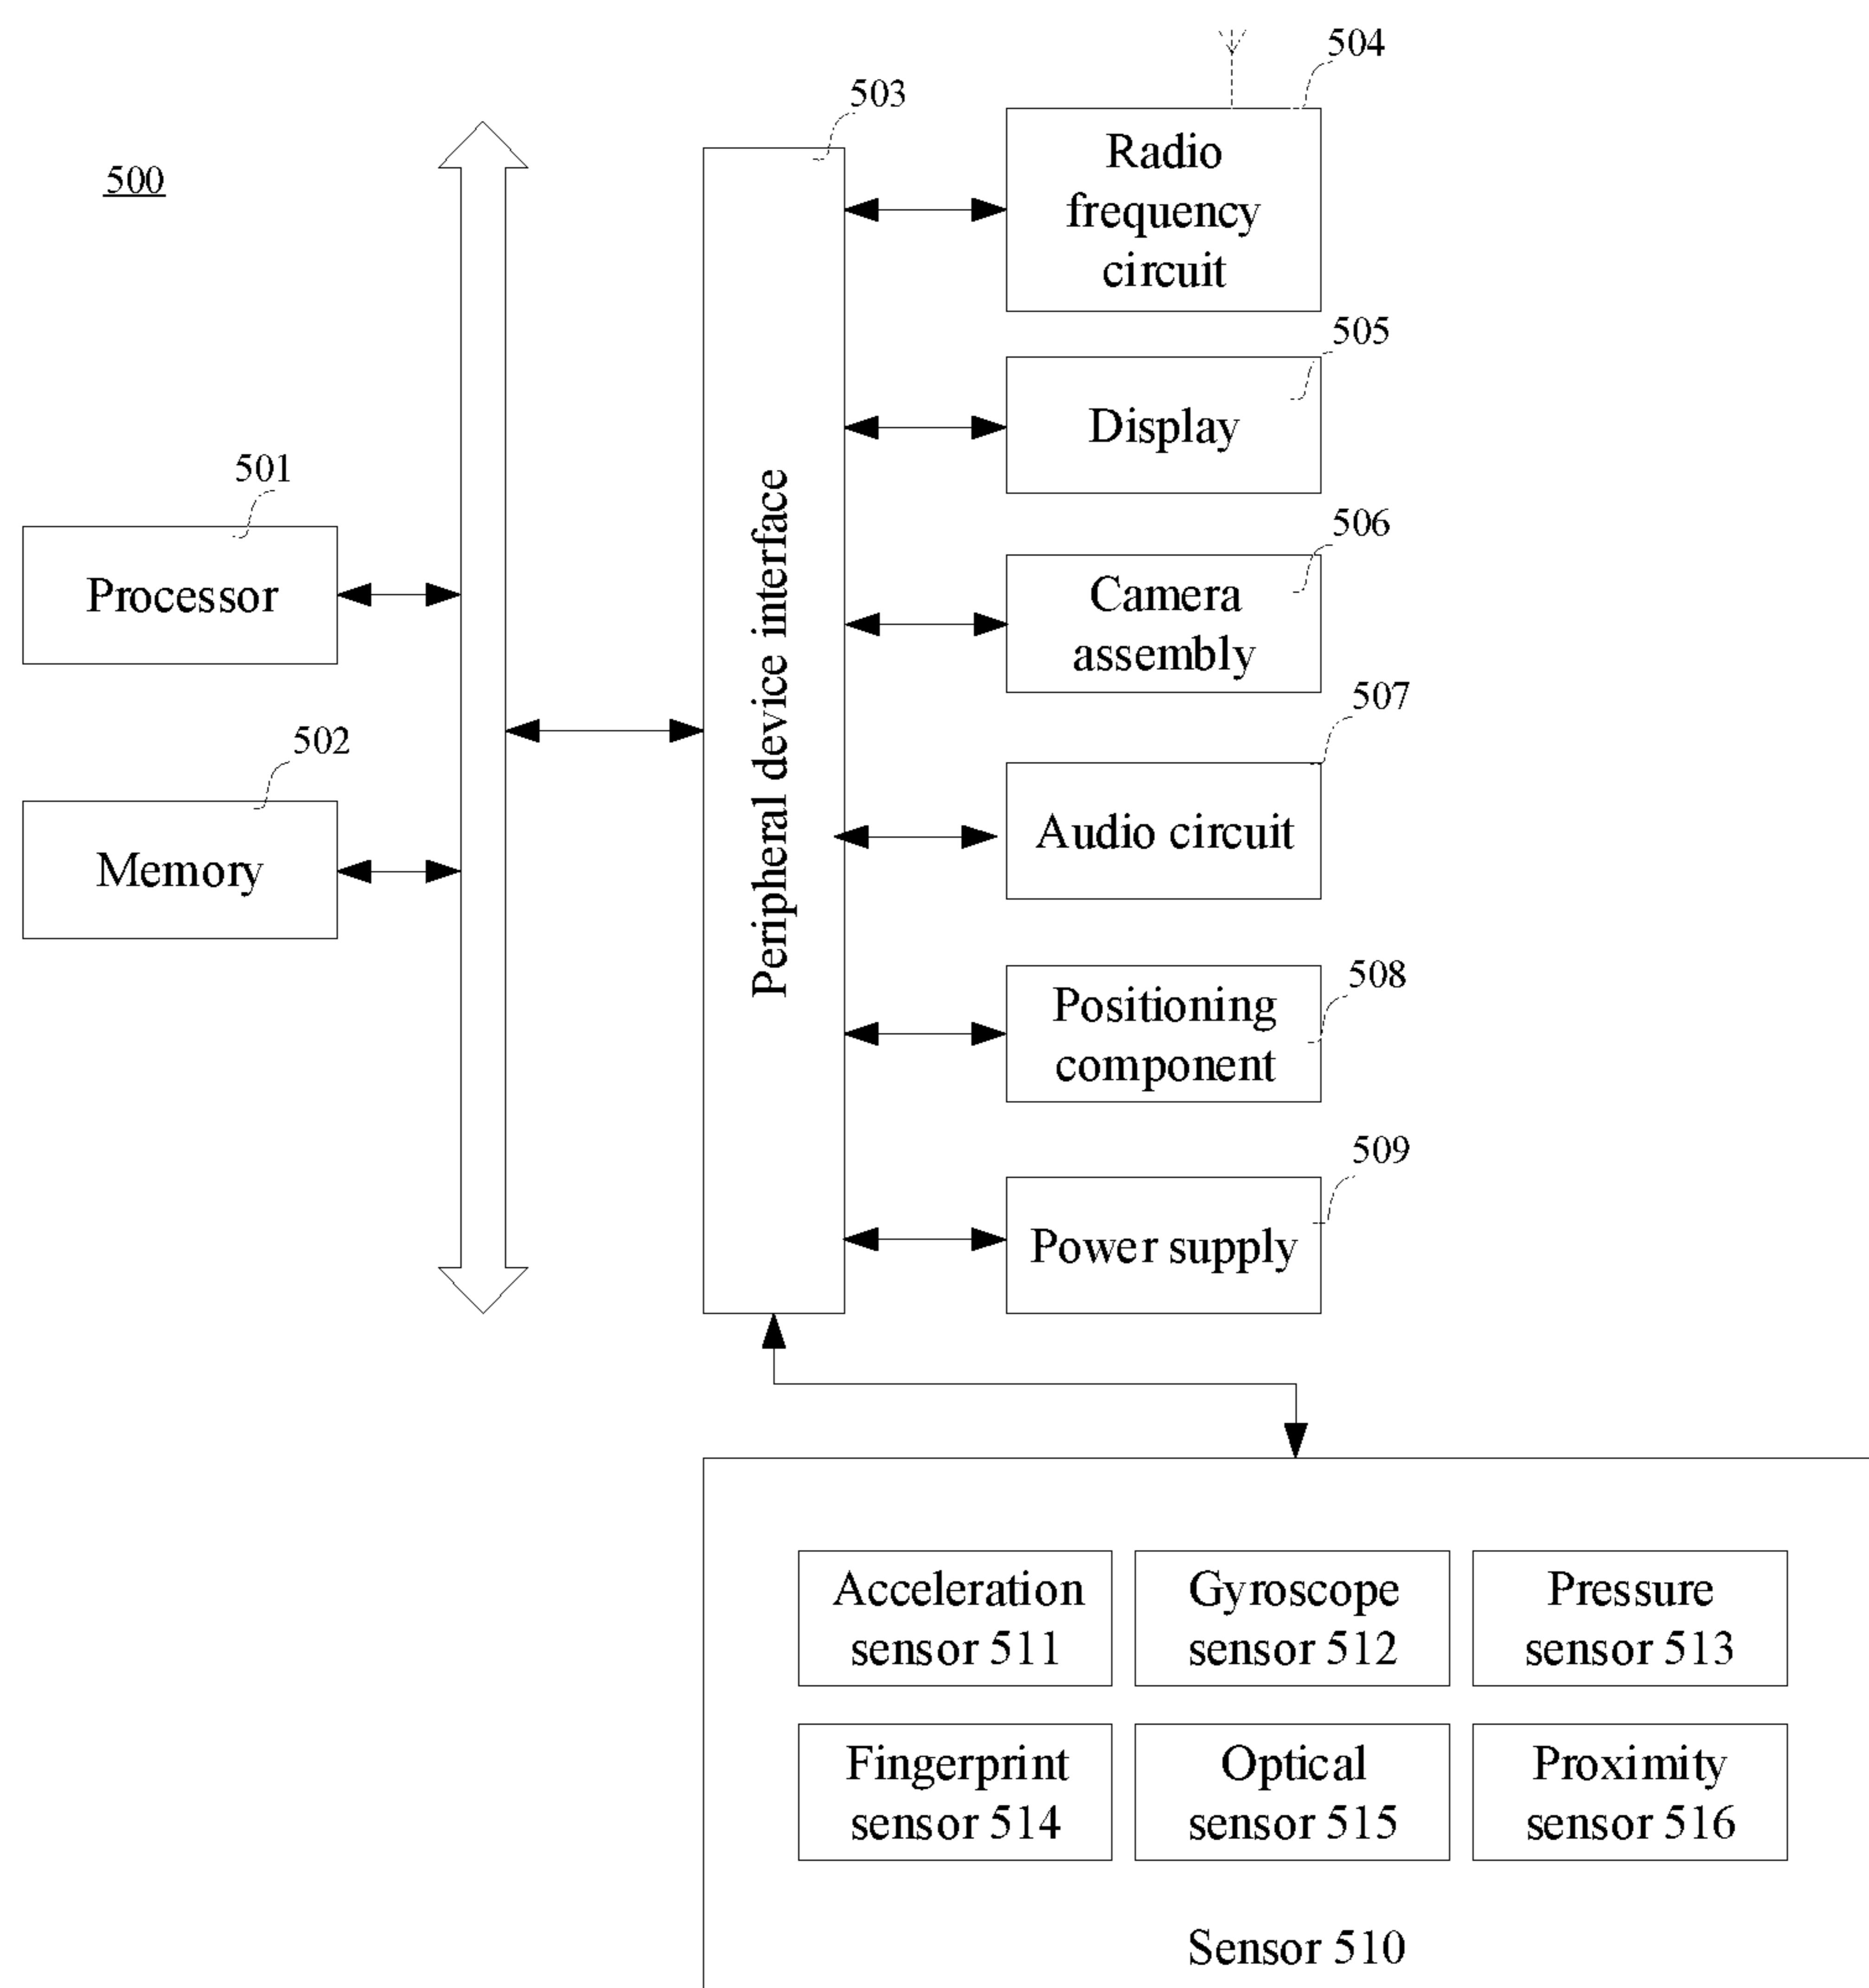 500
503
504
Radio
frequency
circuit
505
Display
501
Processor
506
Camera
assembly
502
Memory
Peripheral device interface
507
Audio circuit
508
Positioning
component
509
Power supply
Acceleration
sensor 511
Gyroscope
sensor 512
Pressure
sensor 513
Fingerprint
sensor 514
Optical
sensor 515
Proximity
sensor 516
Sensor 510